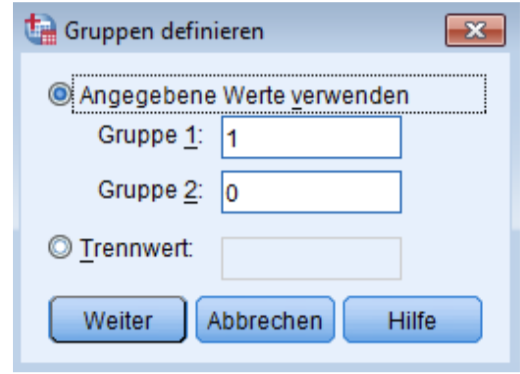 Gruppen definieren
Angegebene Werte verwenden
Gruppe 1: 1
Gruppe 2: 0
Trennwert:
Weiter Abbrechen Hilfe